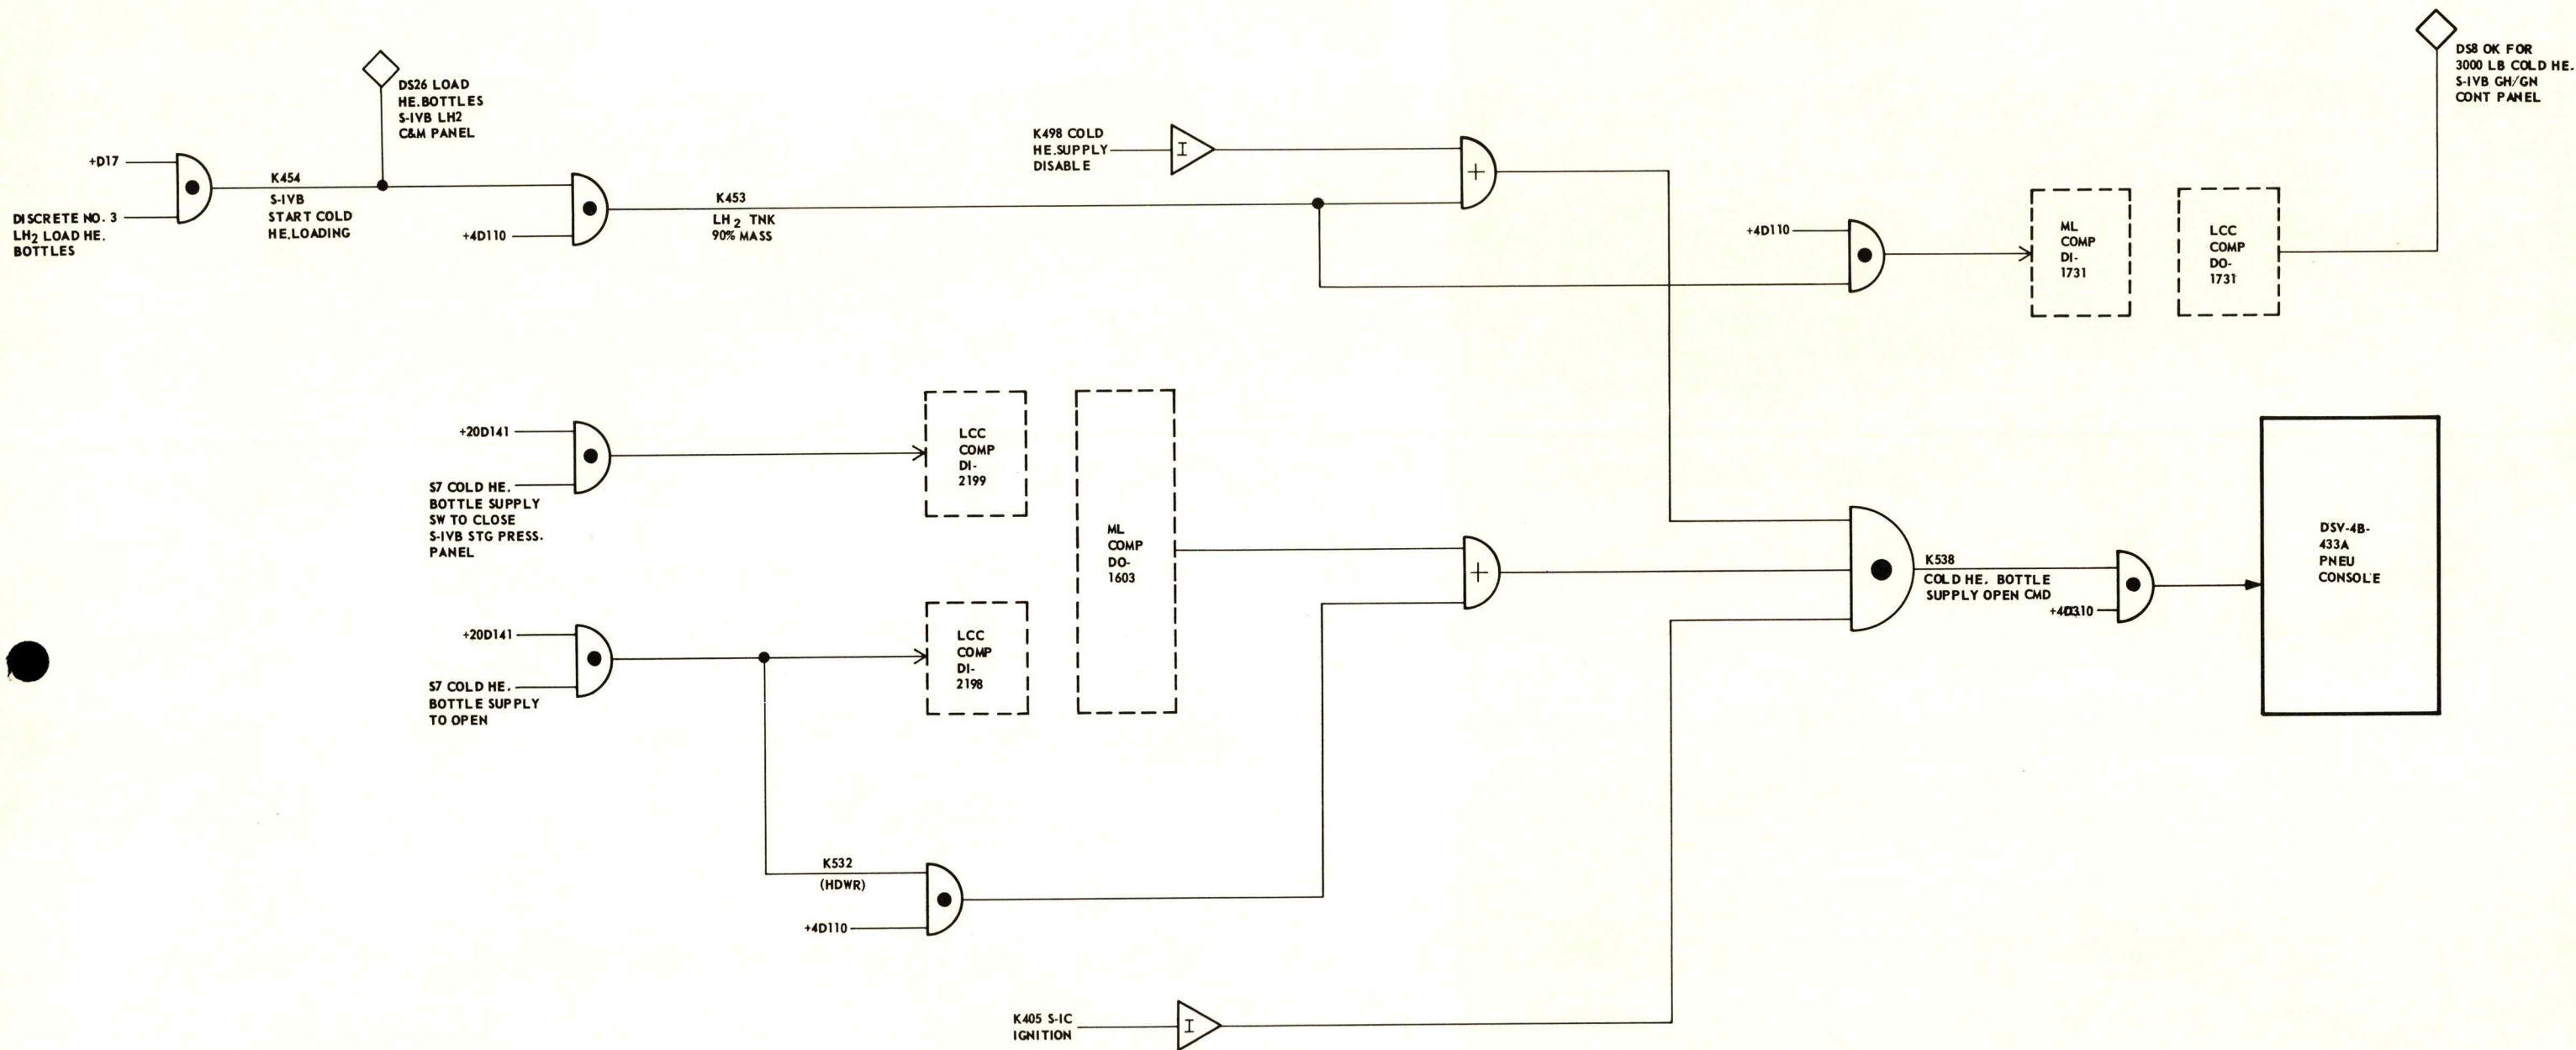 DS26 LOAD
HE.BOTTLES
S-IVB LH2
C&M PANEL
+D17
DISCRETE NO. 3
LH2 LOAD HE.
BOTTLES
K454
S-IVB
START COLD
HE.LOADING
+4D110
K453
LH2 TNK
90% MASS
K498 COLD
HE.SUPPLY
DISABLE
I
+
+4D110
ML
COMP
DI-
1731
LCC
COMP
DO-
1731
DS8 OK FOR
3000 LB COLD HE.
S-IVB GH/GN
CONT PANEL
+20D141
S7 COLD HE.
BOTTLE SUPPLY
SW TO CLOSE
S-IVB STG PRESS.
PANEL
LCC
COMP
DI-
2199
ML
COMP
DO-
1603
+20D141
S7 COLD HE.
BOTTLE SUPPLY
TO OPEN
LCC
COMP
DI-
2198
+
K532
(HDWR)
+4D110
K405 S-IC
IGNITION
I
K538
COLD HE. BOTTLE
SUPPLY OPEN CMD
DSV-4B-
433A
PNEU
CONSOLE